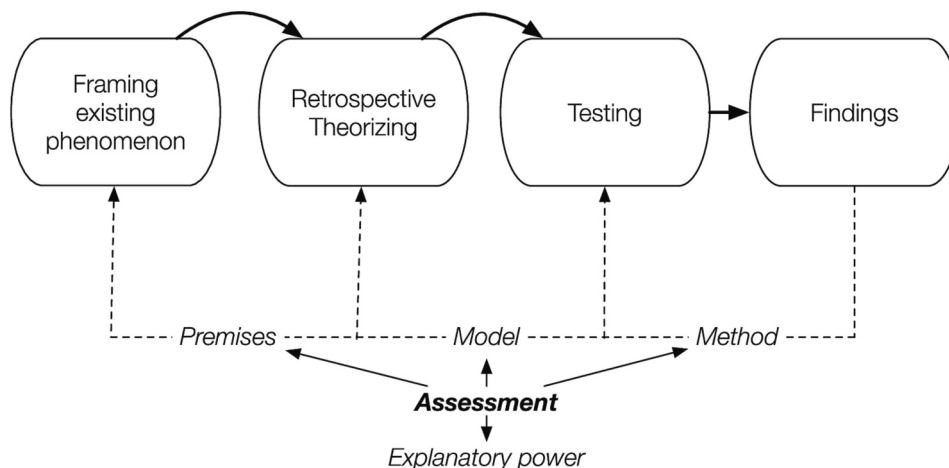 Framing
existing
phenomenon
Retrospective
Theorizing
Testing
Findings
Premises
Model
Method
Assessment
Explanatory power